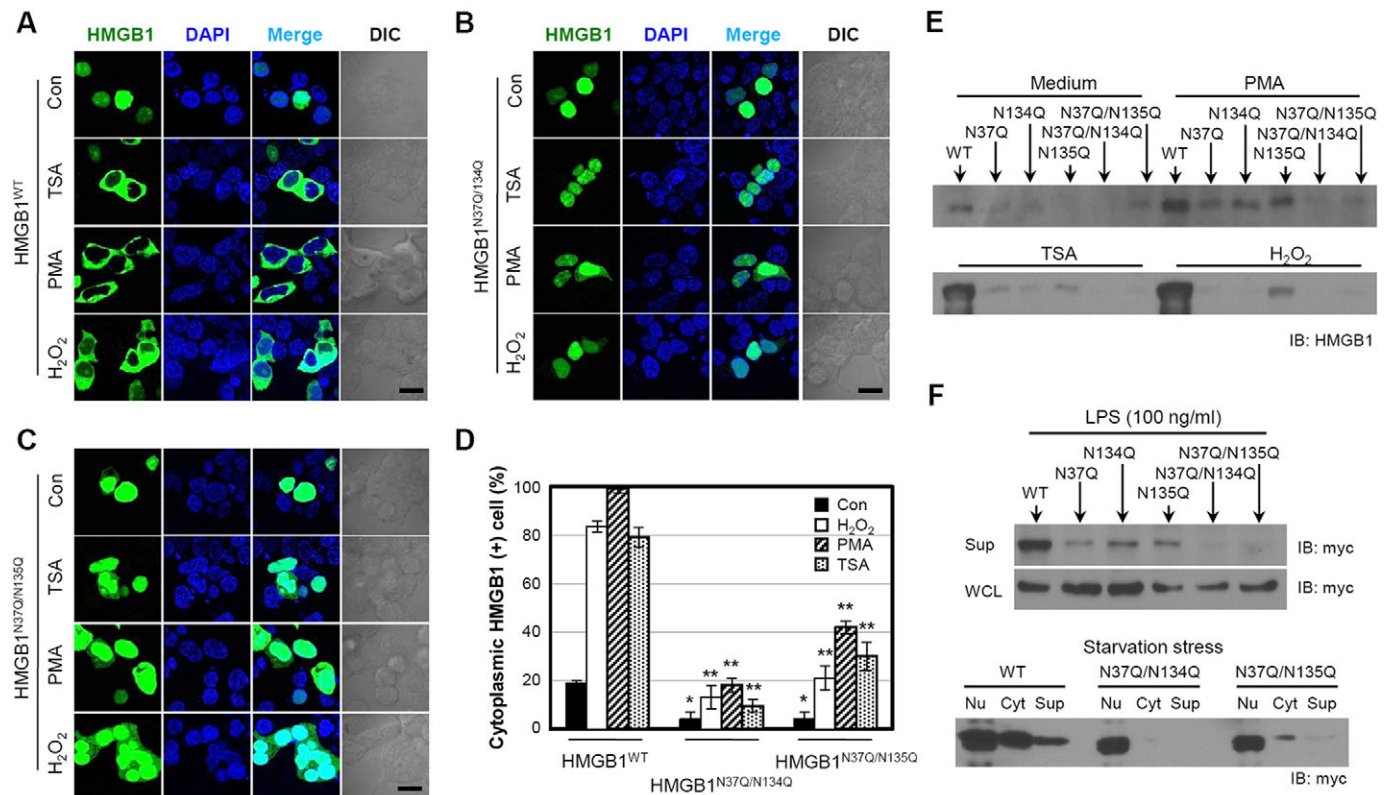 A
HMGB1 DAPI Merge DIC
HMGB1WT
Con
TSA
PMA
H2O2
B
HMGB1 DAPI Merge DIC
HMGB1N37Q/134Q
Con
TSA
PMA
H2O2
C
HMGB1N37Q/N135Q
Con
TSA
PMA
H2O2
D
Cytoplasmic HMGB1 (+) cell (%)
100
80
60
40
20
0
Con
H2O2
PMA
TSA
* ** ** **
* ** ** **
HMGB1WT
HMGB1N37Q/N134Q
HMGB1N37Q/N135Q
E
Medium PMA
N134Q N37Q/N135Q N134Q N37Q/N135Q
N37Q N37Q/N134Q N37Q N37Q/N134Q
WT N135Q WT N135Q
TSA H2O2
IB: HMGB1
F
LPS (100 ng/ml)
N134Q N37Q/N135Q
N37Q N37Q/N134Q
WT N135Q
Sup IB: myc
WCL IB: myc
Starvation stress
WT N37Q/N134Q N37Q/N135Q
Nu Cyt Sup Nu Cyt Sup Nu Cyt Sup
IB: myc